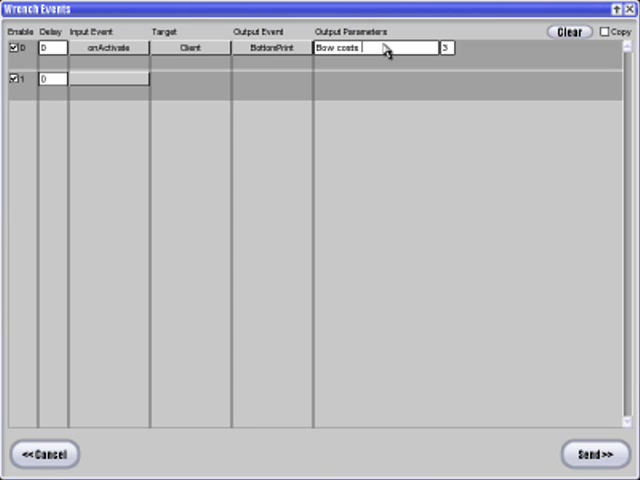 Wrench Events
Enable Delay Input Event Target Output Event Output Parameters Clear Copy
0 0 onActivate Client BottomPrint Bow costs 3
1 0
<<Cancel Send>>